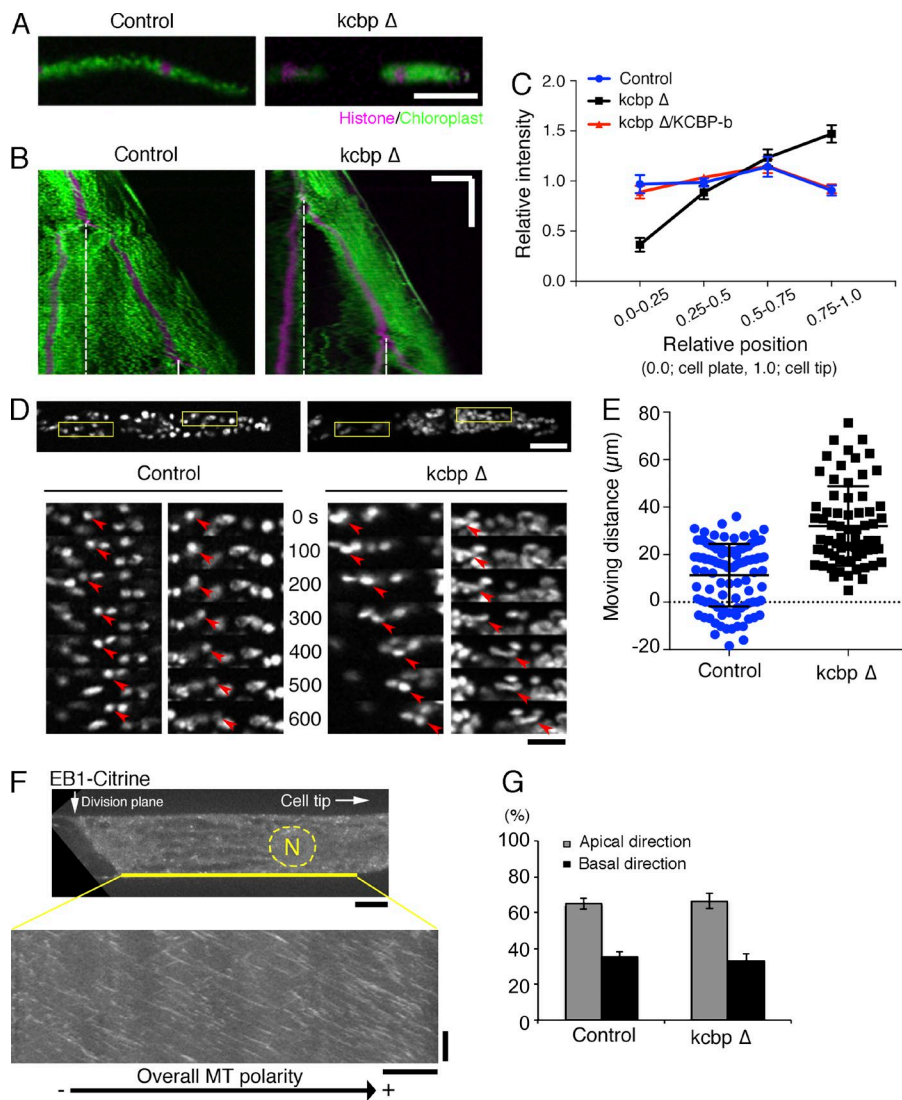 A
Control
kcbp Δ
Histone/Chloroplast
B
Control
kcbp Δ
C
Control
kcbp Δ
kcbp Δ/KCBP-b
Relative intensity
2.0
1.5
1.0
0.5
0.0
0.0-0.25
0.25-0.5
0.5-0.75
0.75-1.0
Relative position
(0.0; cell plate, 1.0; cell tip)
D
Control
kcbp Δ
0 s
100
200
300
400
500
600
E
Moving distance (µm)
80
60
40
20
0
-20
Control
kcbp Δ
F
EB1-Citrine
Division plane
Cell tip
N
Overall MT polarity
- +
G
(%)
100
80
60
40
20
0
Apical direction
Basal direction
Control
kcbp Δ